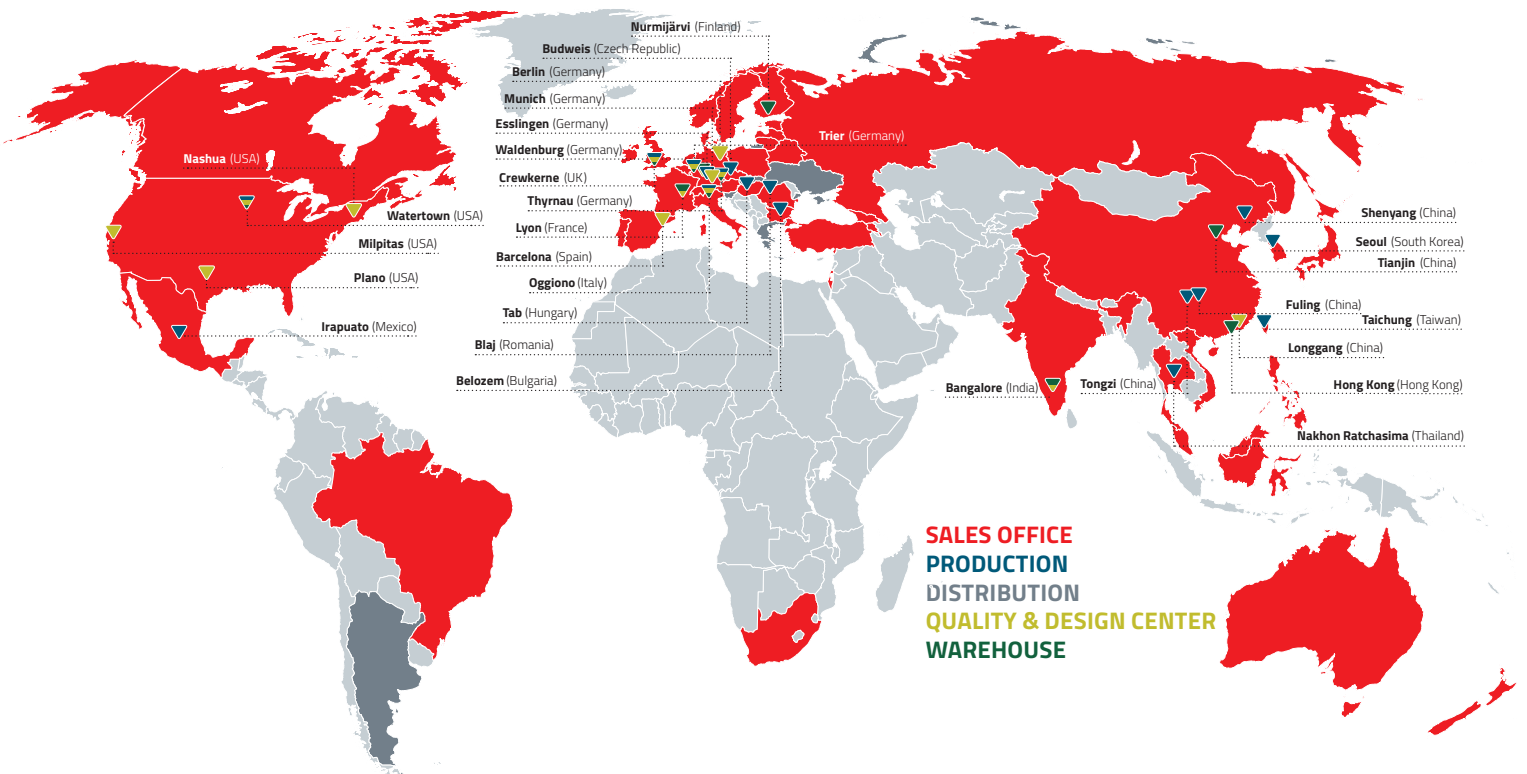 Nurmijärvi (Finland)
Budweis (Czech Republic)
Berlin (Germany)
Munich (Germany)
Esslingen (Germany)
Trier (Germany)
Waldenburg (Germany)
Nashua (USA)
Crewkerne (UK)
Thyrnau (Germany)
Watertown (USA)
Lyon (France)
Milpitas (USA)
Barcelona (Spain)
Plano (USA)
Oggiono (Italy)
Tab (Hungary)
Irapuato (Mexico)
Blaj (Romania)
Belozem (Bulgaria)
Shenyang (China)
Seoul (South Korea)
Tianjin (China)
Fuling (China)
Taichung (Taiwan)
Longgang (China)
Bangalore (India)
Tongzi (China)
Hong Kong (Hong Kong)
Nakhon Ratchasima (Thailand)
SALES OFFICE
PRODUCTION
DISTRIBUTION
QUALITY & DESIGN CENTER
WAREHOUSE